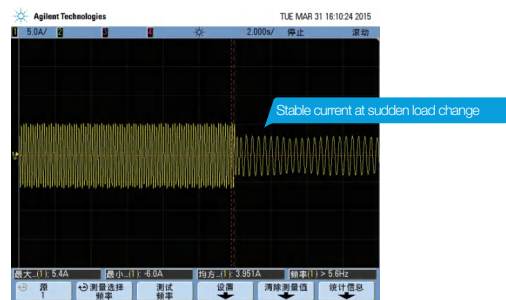 Agilent Technologies TUE MAR 31 16:10:24 2015
1 5.0A/ 2 3 4 2.000s/ 停止 滚动
Stable current at sudden load change
1
最大_(1): 5.4A 最小_(1): -6.0A 均方_(1): 3.951A 频率(1) > 5.6Hz
源 测量选择 测试 设置 清除测量值 统计信息
1 频率 频率